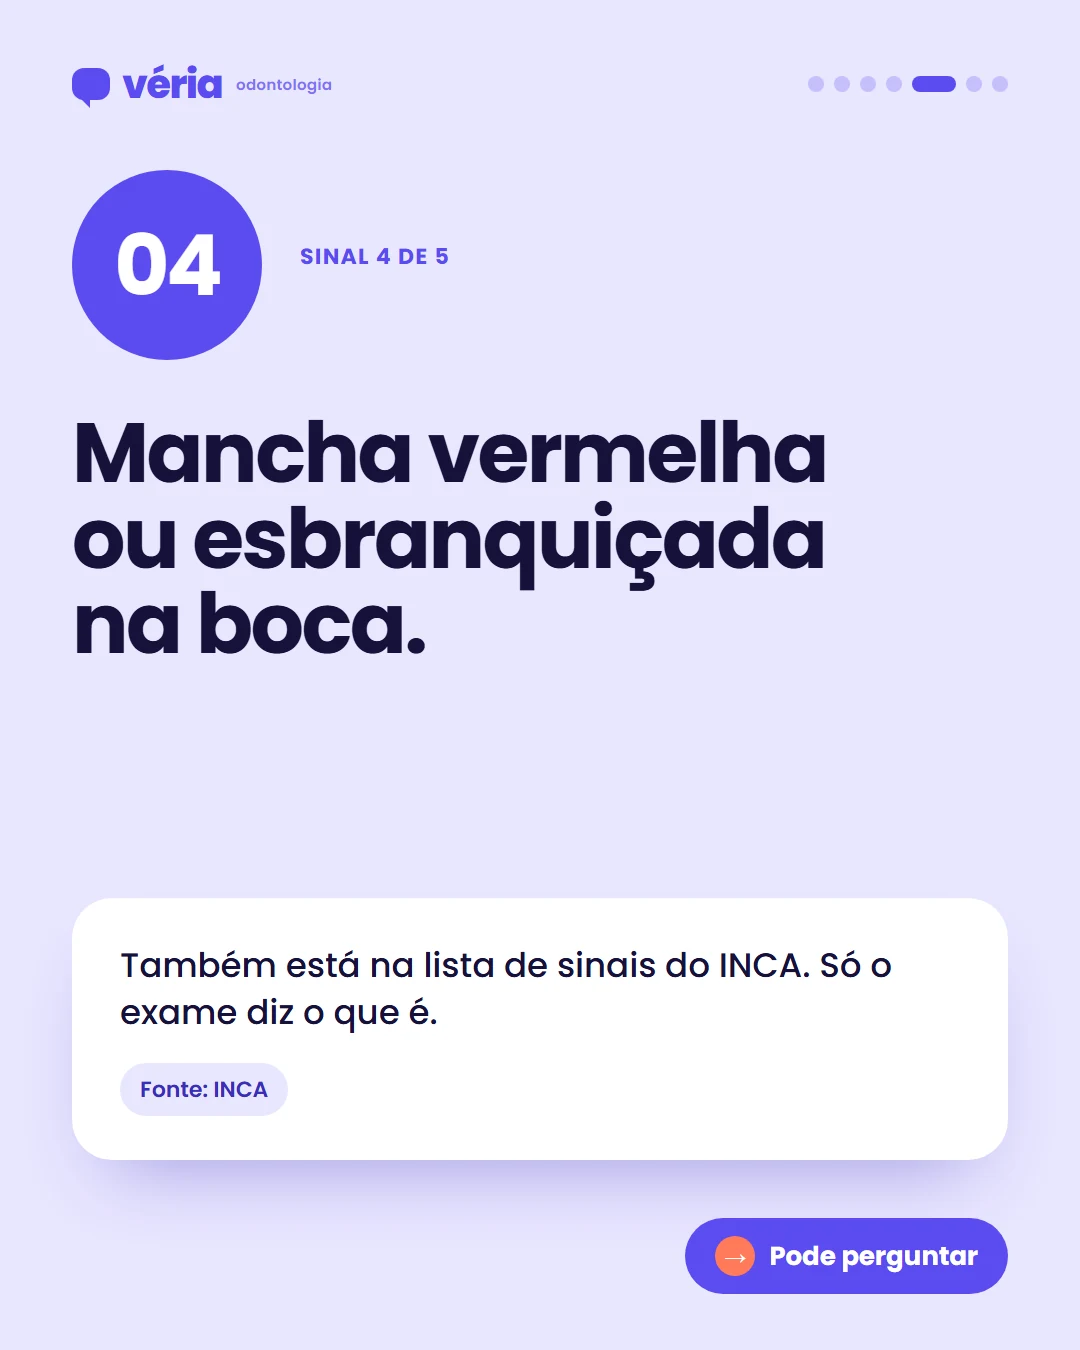 véria odontologia
04
SINAL 4 DE 5
Mancha vermelha
ou esbranquiçada
na boca.
Também está na lista de sinais do INCA. Só o
exame diz o que é.
Fonte: INCA
→ Pode perguntar